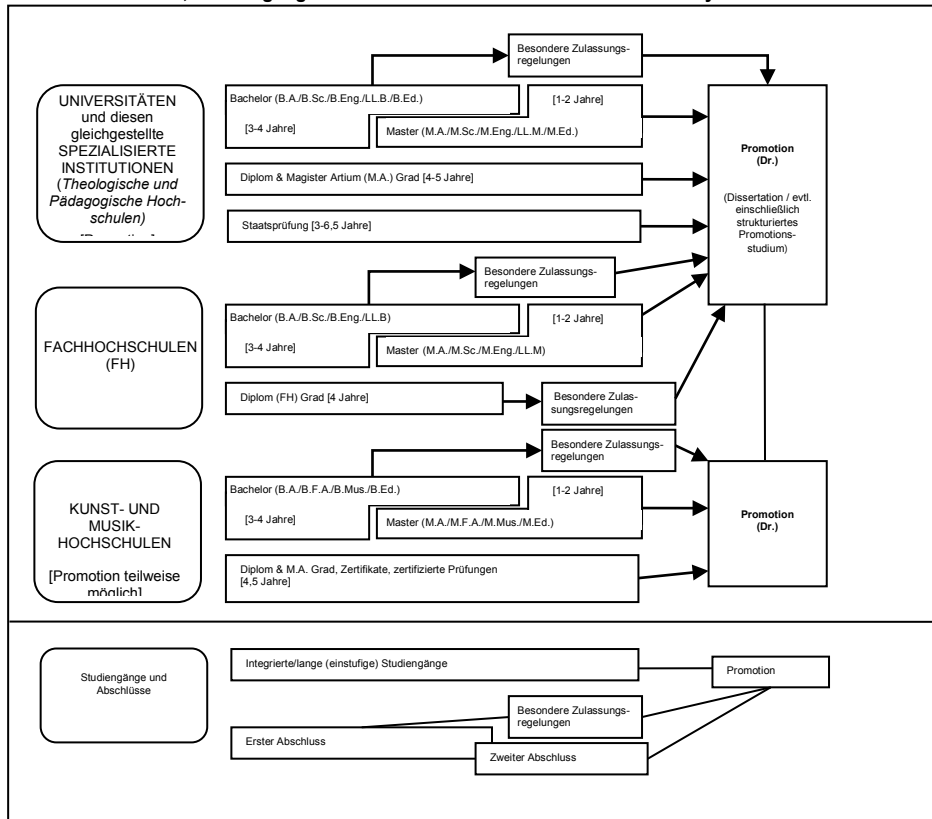 Besondere Zulassungs-
regelungen
UNIVERSITÄTEN
und diesen
gleichgestellte
SPEZIALISIERTE
INSTITUTIONEN
(Theologische und
Pädagogische Hoch-
schulen)
Bachelor (B.A./B.Sc./B.Eng./LL.B./B.Ed.)
[3-4 Jahre]
[1-2 Jahre]
Master (M.A./M.Sc./M.Eng./LL.M./M.Ed.)
Diplom & Magister Artium (M.A.) Grad [4-5 Jahre]
Staatsprüfung [3-6,5 Jahre]
Promotion
(Dr.)
(Dissertation / evtl.
einschließlich
strukturiertes
Promotions-
studium)
Besondere Zulassungs-
regelungen
FACHHOCHSCHULEN
(FH)
Bachelor (B.A./B.Sc./B.Eng./LL.B)
[3-4 Jahre]
[1-2 Jahre]
Master (M.A./M.Sc./M.Eng./LL.M)
Diplom (FH) Grad [4 Jahre]
Besondere Zulas-
sungsregelungen
Besondere Zulassungs-
regelungen
KUNST- UND
MUSIK-
HOCHSCHULEN
[Promotion teilweise
möglich]
Bachelor (B.A./B.F.A./B.Mus./B.Ed.)
[3-4 Jahre]
[1-2 Jahre]
Master (M.A./M.F.A./M.Mus./M.Ed.)
Diplom & M.A. Grad, Zertifikate, zertifizierte Prüfungen
[4,5 Jahre]
Promotion
(Dr.)
Studiengänge und
Abschlüsse
Integrierte/lange (einstufige) Studiengänge
Promotion
Besondere Zulassungs-
regelungen
Erster Abschluss
Zweiter Abschluss